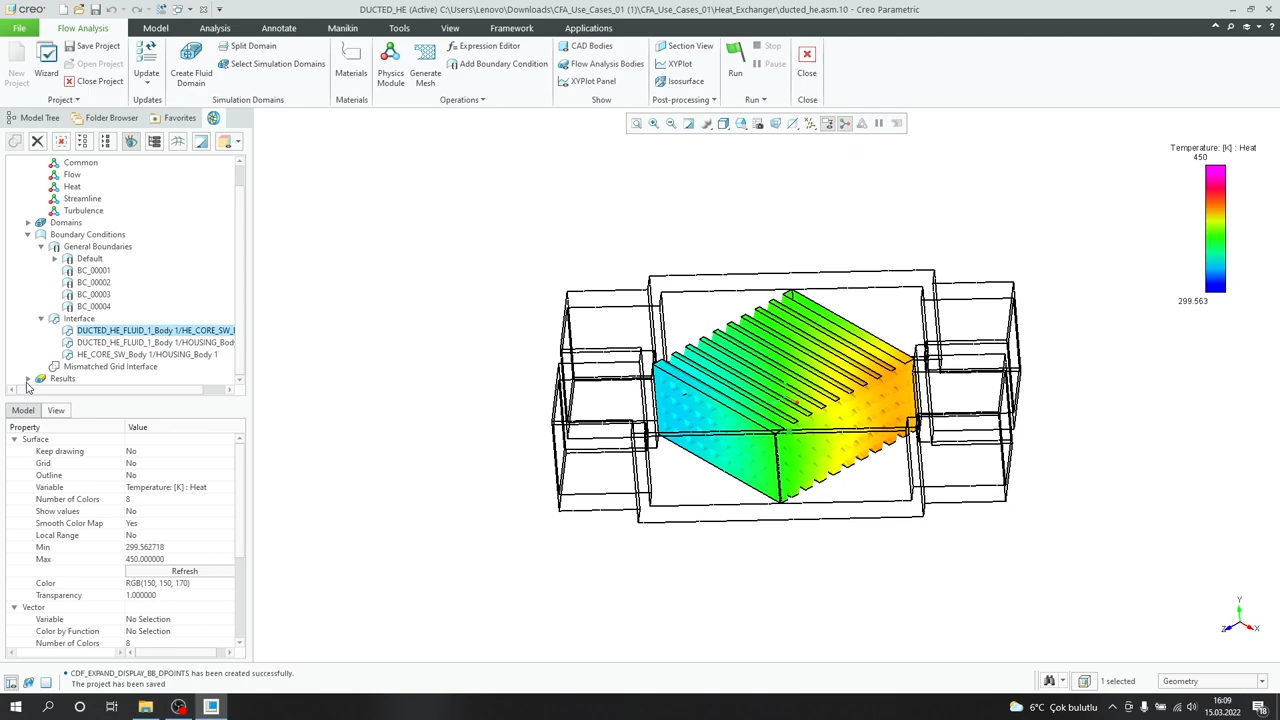 creo DUCTED_HE (Active) C:\Users\Lenovo\Downloads\CFA_Use_Cases_01 (1)\CFA_Use_Cases_01\Heat_Exchanger\ducted_he.asm.10 - Creo Parametric
File Flow Analysis Model Analysis Annotate Manikin Tools View Framework Applications
New Project
Wizard
Save Project
Open Project
Close Project
Update
Create Fluid Domain
Split Domain
Select Simulation Domains
Materials
Physics Module
Generate Mesh
Expression Editor
Add Boundary Condition
CAD Bodies
Flow Analysis Bodies
XYPlot Panel
Section View
XYPlot
Isosurface
Run
Stop
Pause
Close
Project Updates Simulation Domains Materials Operations Show Post-processing Run Close
Model Tree Folder Browser Favorites
Common
Flow
Heat
Streamline
Turbulence
Domains
Boundary Conditions
General Boundaries
Default
BC_00001
BC_00002
BC_00003
BC_00004
Interface
DUCTED_HE_FLUID_1_Body 1/HE_CORE_SW_
DUCTED_HE_FLUID_1_Body 1/HOUSING_Body
HE_CORE_SW_Body 1/HOUSING_Body 1
Mismatched Grid Interface
Results
Model View
Property Value
Surface
Keep drawing No
Grid No
Outline No
Variable Temperature: [K] : Heat
Number of Colors 8
Show values No
Smooth Color Map Yes
Local Range No
Min 299.562718
Max 450.000000
Refresh
Color RGB(150, 150, 170)
Transparency 1.000000
Vector
Variable No Selection
Color by Function No Selection
Number of Colors 8
Temperature: [K] : Heat
450
299.563
Y
Z
X
• CDF_EXPAND_DISPLAY_BB_DPOINTS has been created successfully.
• The project has been saved
1 selected
Geometry
6°C Çok bulutlu
16:09
15.03.2022
18